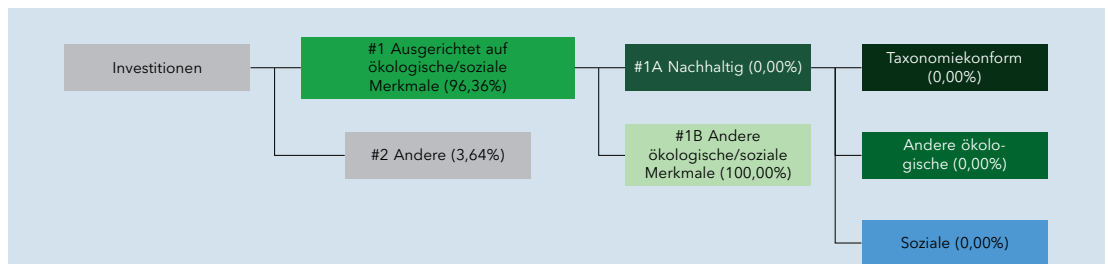 Investitionen
#1 Ausgerichtet auf
ökologische/soziale
Merkmale (96,36%)
#2 Andere (3,64%)
#1A Nachhaltig (0,00%)
#1B Andere
ökologische/soziale
Merkmale (100,00%)
Taxonomiekonform
(0,00%)
Andere ökolo-
gische (0,00%)
Soziale (0,00%)